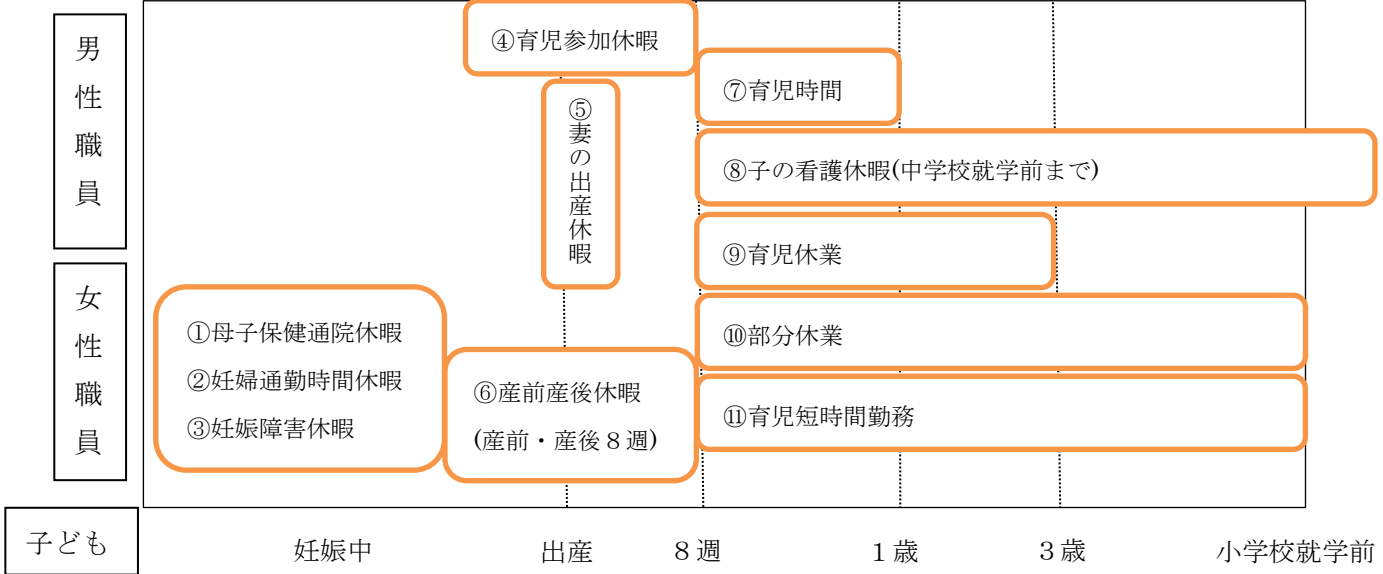 男性職員
④育児参加休暇
⑤妻の出産休暇
⑦育児時間
⑧子の看護休暇(中学校就学前まで)
⑨育児休業
女性職員
①母子保健通院休暇
②妊婦通勤時間休暇
③妊娠障害休暇
⑥産前産後休暇
(産前・産後８週)
⑩部分休業
⑪育児短時間勤務
子ども
妊娠中
出産
８週
１歳
３歳
小学校就学前